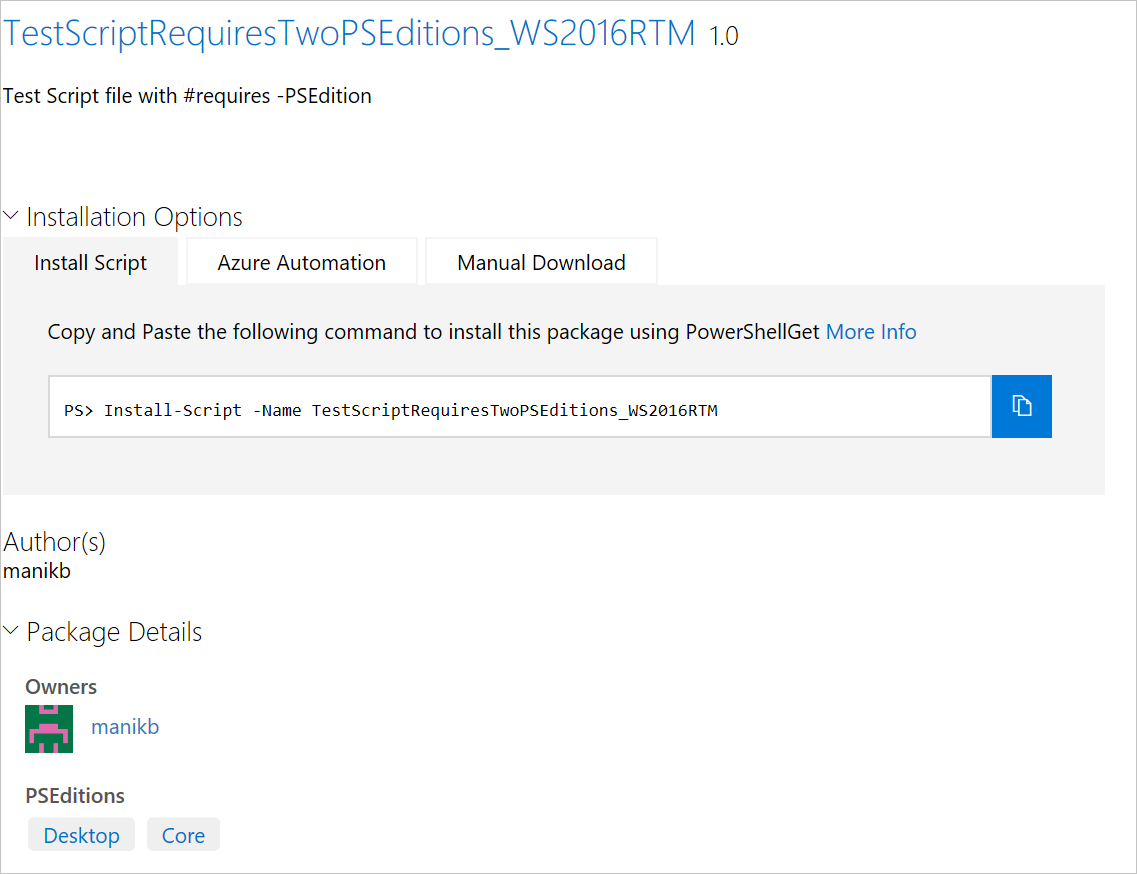 TestScriptRequiresTwoPSEditions_WS2016RTM 1.0
Test Script file with #requires -PSEdition
Installation Options
Install Script Azure Automation Manual Download
Copy and Paste the following command to install this package using PowerShellGet More Info
PS> Install-Script -Name TestScriptRequiresTwoPSEditions_WS2016RTM
Author(s)
manikb
Package Details
Owners
manikb
PSEditions
Desktop Core